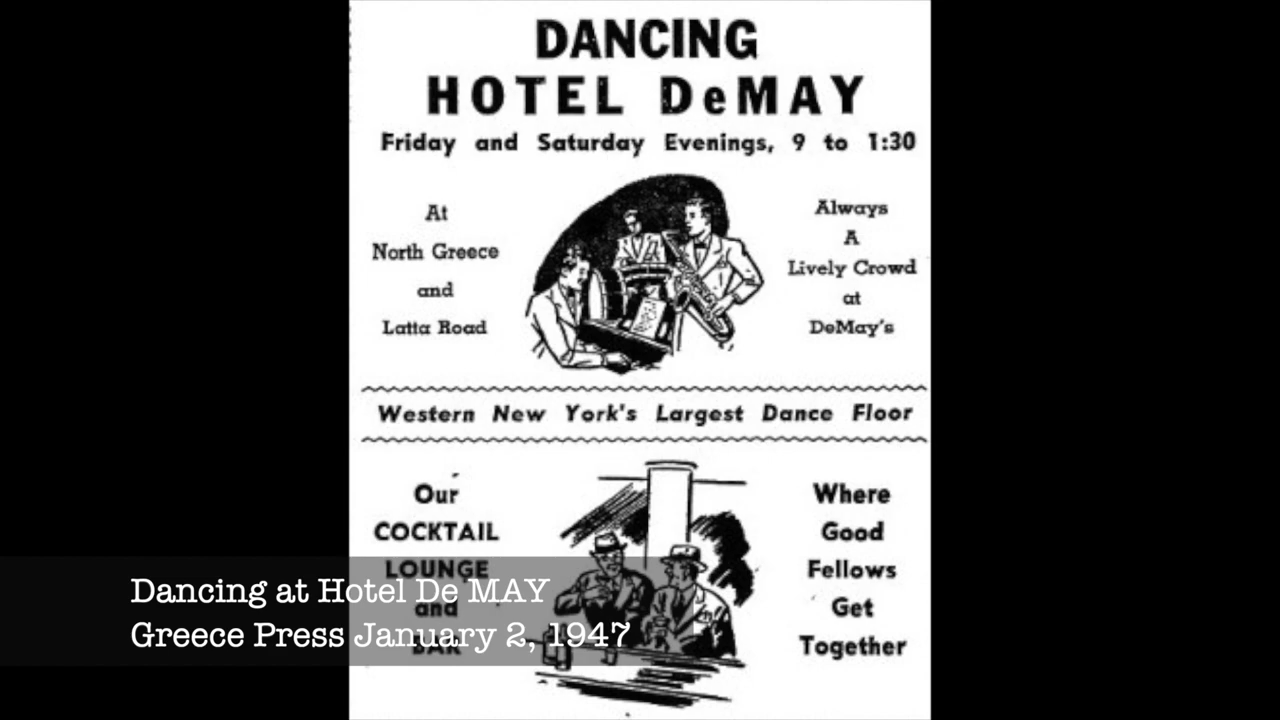 DANCING
HOTEL DeMAY
Friday and Saturday Evenings, 9 to 1:30
At
North Greece
and
Latta Road
Always
A
Lively Crowd
at
DeMay's
Western New York's Largest Dance Floor
Our
COCKTAIL
LOUNGE
and
BAR
Where
Good
Fellows
Get
Together
Dancing at Hotel De MAY
Greece Press January 2, 1947